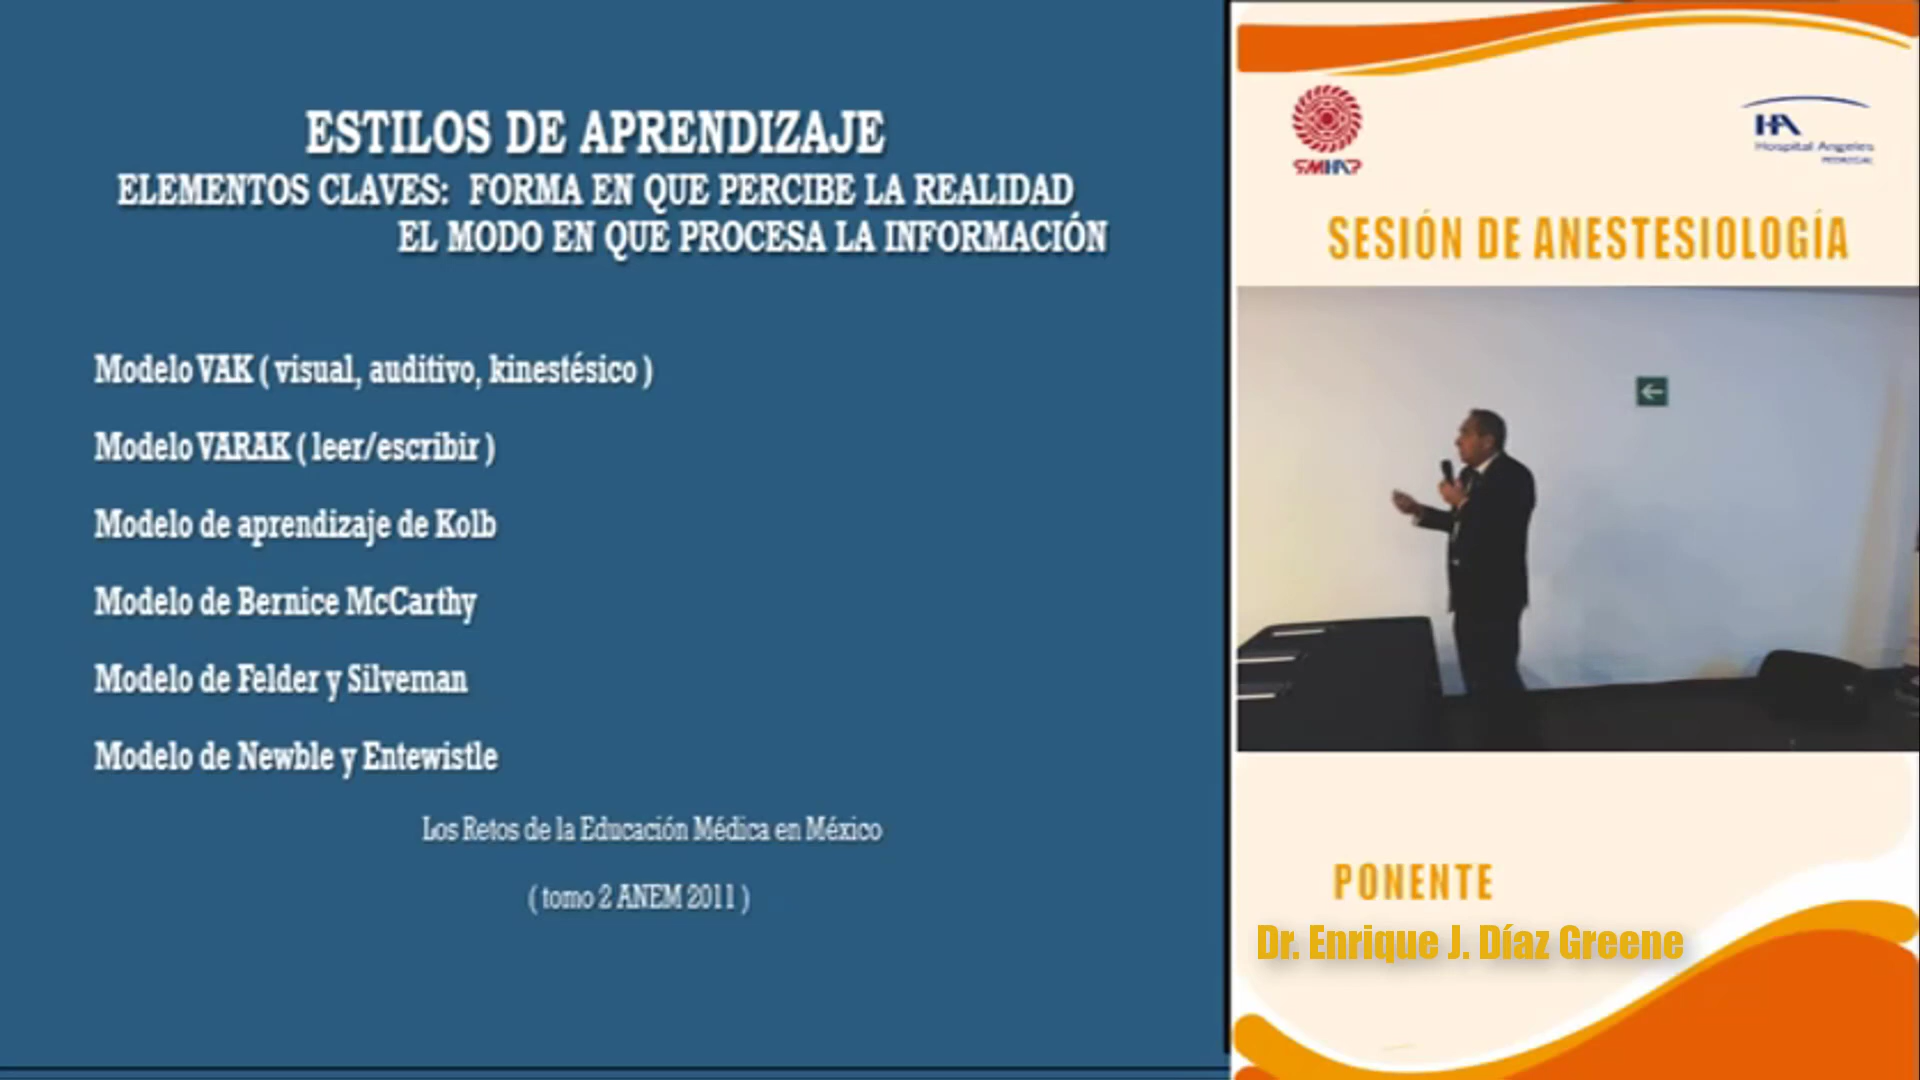 ESTILOS DE APRENDIZAJE
ELEMENTOS CLAVES: FORMA EN QUE PERCIBE LA REALIDAD
EL MODO EN QUE PROCESA LA INFORMACIÓN
Modelo VAK ( visual, auditivo, kinestésico )
Modelo VARAK ( leer/escribir )
Modelo de aprendizaje de Kolb
Modelo de Bernice McCarthy
Modelo de Felder y Silveman
Modelo de Newble y Entewistle
Los Retos de la Educación Médica en México
( tomo 2 ANEM 2011 )
SMHAP
HA
Hospital Angeles
PEDREGAL
SESIÓN DE ANESTESIOLOGÍA
PONENTE
Dr. Enrique J. Díaz Greene